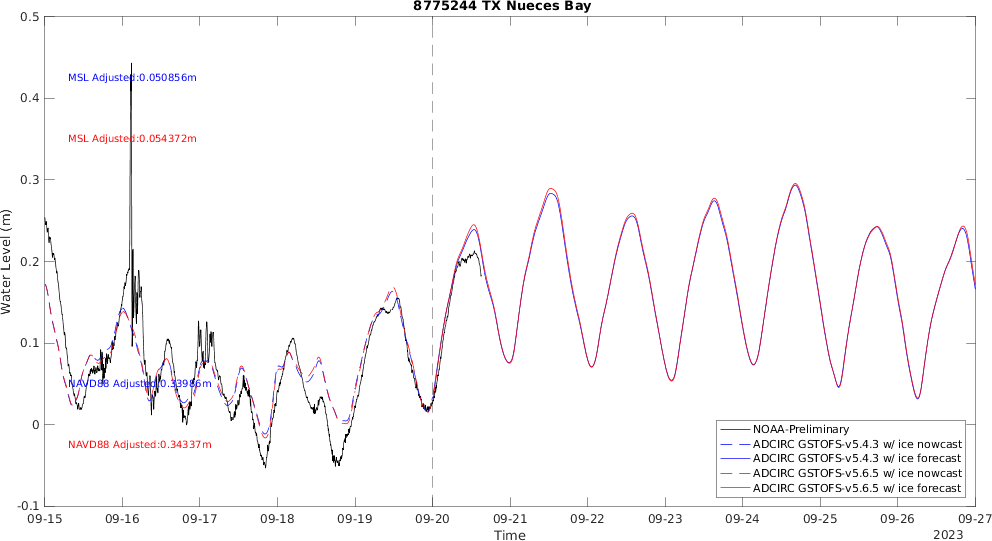 8775244 TX Nueces Bay
0.5
0.4
0.3
0.2
0.1
0
-0.1
Water Level (m)
MSL Adjusted:0.050856m
MSL Adjusted:0.054372m
NAVD88 Adjusted:0.33986m
NAVD88 Adjusted:0.34337m
NOAA-Preliminary
ADCIRC GSTOFS-v5.4.3 w/ ice nowcast
ADCIRC GSTOFS-v5.4.3 w/ ice forecast
ADCIRC GSTOFS-v5.6.5 w/ ice nowcast
ADCIRC GSTOFS-v5.6.5 w/ ice forecast
09-15 09-16 09-17 09-18 09-19 09-20 09-21 09-22 09-23 09-24 09-25 09-26 09-27
Time
2023